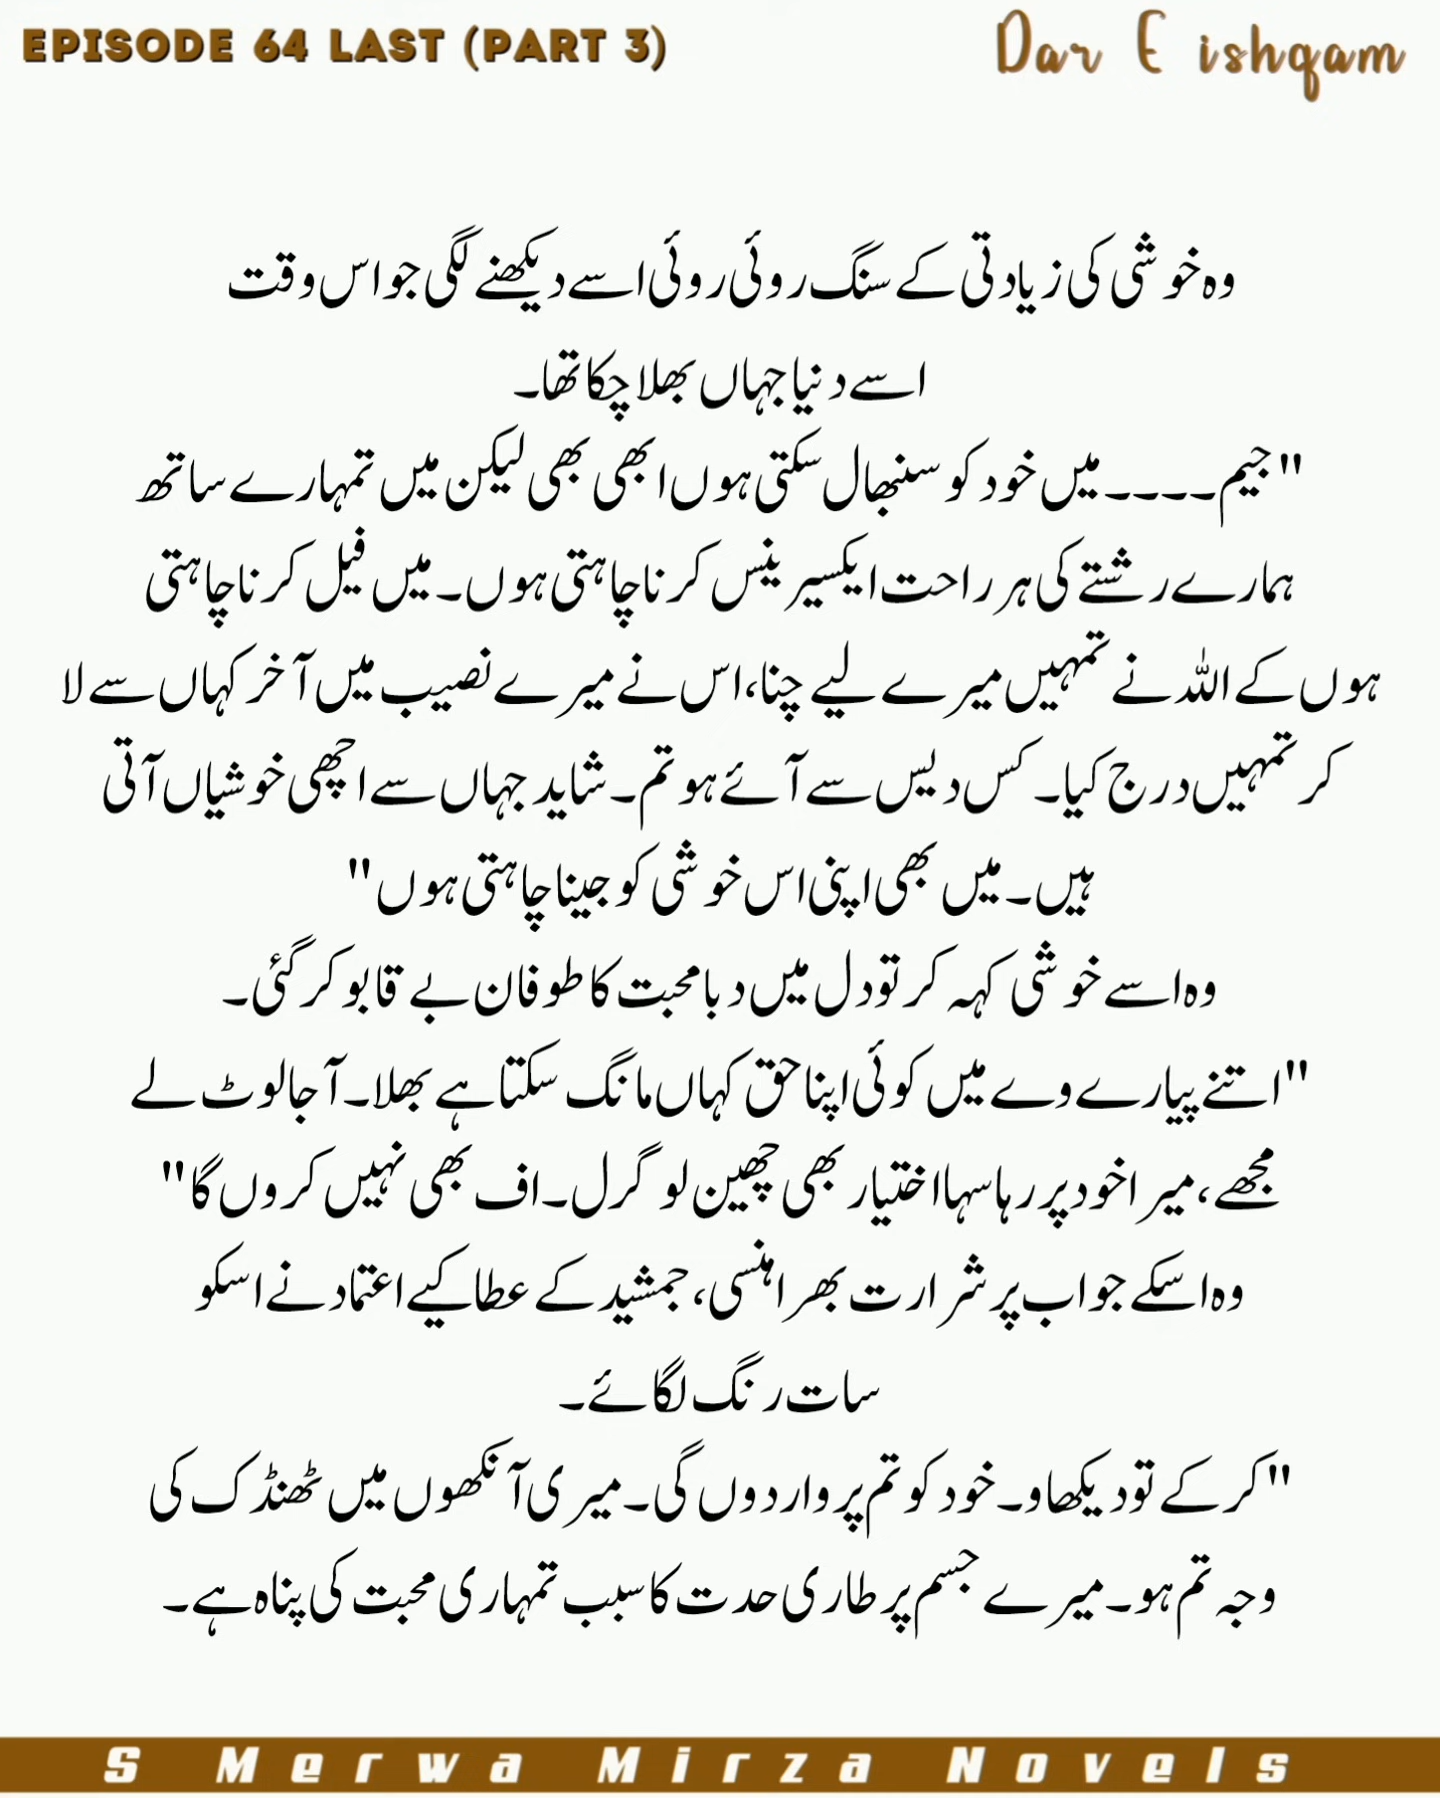 EPISODE 64 LAST (PART 3)
Dar E ishqam
وہ خوشی کی زیادتی کے سنگ روئی روئی اسے دیکھنے لگی جو اس وقت
اسے دنیا جہاں بھلا چکا تھا۔
"جیم۔۔۔۔ میں خود کو سنبھال سکتی ہوں ابھی بھی لیکن میں تمہارے ساتھ
ہمارے رشتے کی ہر راحت ایکسپرینس کرنا چاہتی ہوں۔ میں فیل کرنا چاہتی
ہوں کے اللہ نے تمہیں میرے لیے چنا، اس نے میرے نصیب میں آخر کہاں سے لا
کر تمہیں درج کیا۔ کس دیس سے آئے ہو تم۔ شاید جہاں سے اچھی خوشیاں آتی
ہیں۔ میں بھی اپنی اس خوشی کو جینا چاہتی ہوں"
وہ اسے خوشی کہہ کر تو دل میں دبا محبت کا طوفان بے قابو کر گئی۔
"اتنے پیارے وے میں کوئی اپنا حق کہاں مانگ سکتا ہے بھلا۔ آجا لوٹ لے
مجھے، میرا خود پر رہا سہا اختیار بھی چھین لو گرل۔ اف بھی نہیں کروں گا"
وہ اسکے جواب پر شرارت بھرا ہنسی، جمشید کے عطا کیے اعتماد نے اسکو
سات رنگ لگائے۔
"کر کے تو دیکھاو۔ خود کو تم پر وار دوں گی۔ میری آنکھوں میں ٹھنڈک کی
وجہ تم ہو۔ میرے جسم پر طاری حدت کا سبب تمہاری محبت کی پناہ ہے۔
S Merwa Mirza Novels